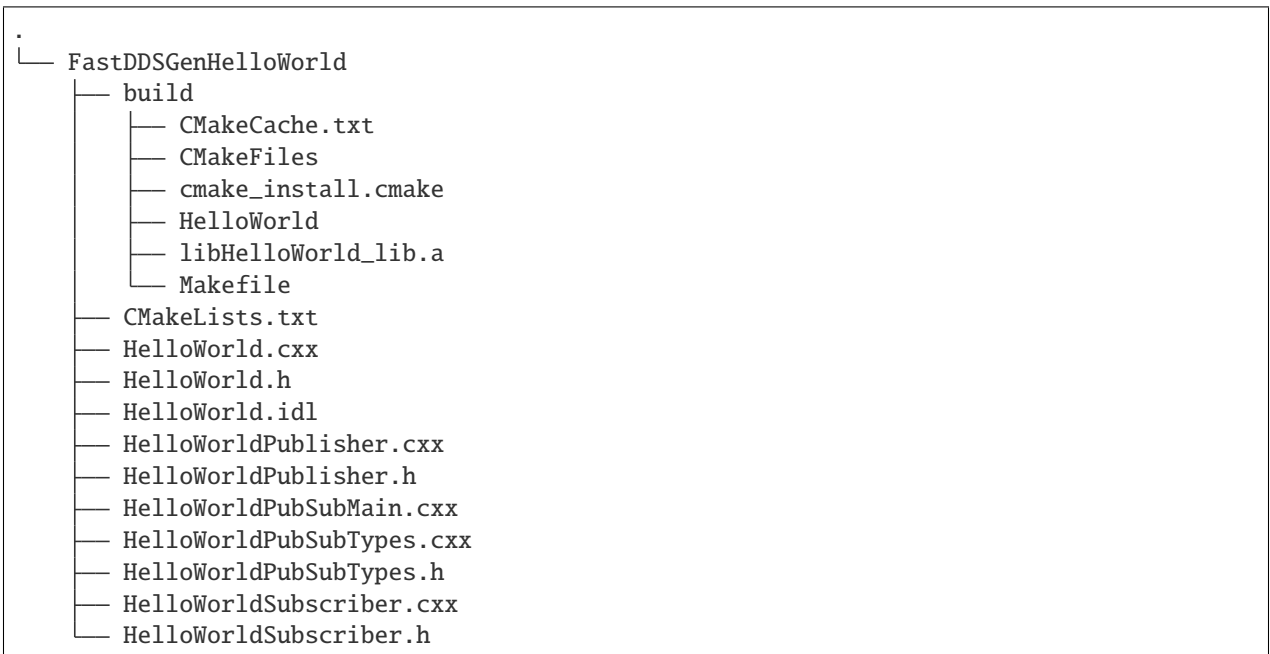 .
└── FastDDSGenHelloWorld
    ├── build
    │   ├── CMakeCache.txt
    │   ├── CMakeFiles
    │   ├── cmake_install.cmake
    │   ├── HelloWorld
    │   ├── libHelloWorld_lib.a
    │   └── Makefile
    ├── CMakeLists.txt
    ├── HelloWorld.cxx
    ├── HelloWorld.h
    ├── HelloWorld.idl
    ├── HelloWorldPublisher.cxx
    ├── HelloWorldPublisher.h
    ├── HelloWorldPubSubMain.cxx
    ├── HelloWorldPubSubTypes.cxx
    ├── HelloWorldPubSubTypes.h
    ├── HelloWorldSubscriber.cxx
    └── HelloWorldSubscriber.h